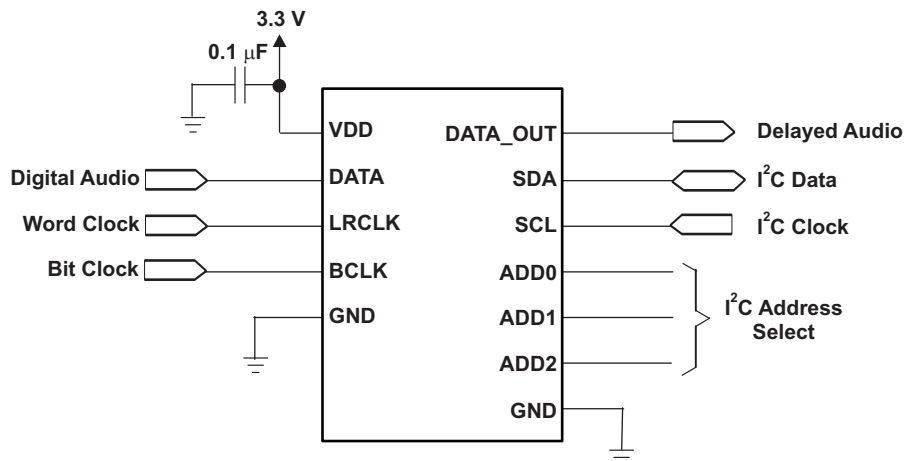 3.3 V
0.1 μF
VDD
DATA_OUT
Delayed Audio
Digital Audio
DATA
SDA
I²C Data
Word Clock
LRCLK
SCL
I²C Clock
Bit Clock
BCLK
ADD0
GND
ADD1
I²C Address
Select
ADD2
GND